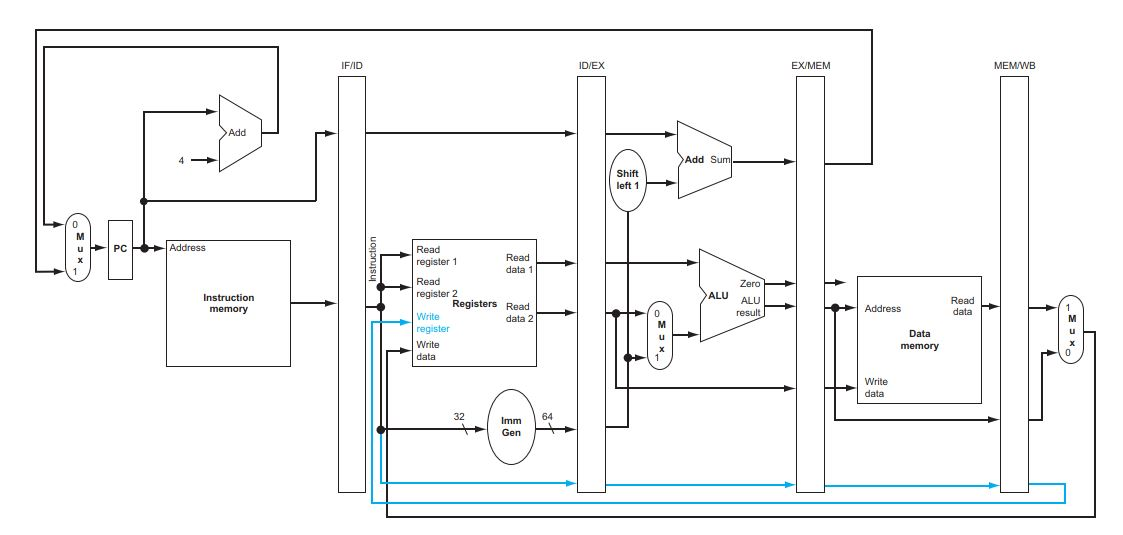 IF/ID
ID/EX
EX/MEM
MEM/WB
Add
4
Add Sum
Shift
left 1
0
M
u
x
1
PC
Address
Instruction
memory
Instruction
Read
register 1
Read
register 2
Registers
Write
register
Write
data
Read
data 1
Read
data 2
0
M
u
x
1
ALU
Zero
ALU
result
Address
Read
data
Data
memory
Write
data
1
M
u
x
0
32
Imm
Gen
64